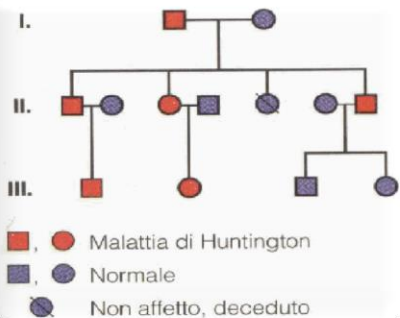 I.
II.
III.
Malattia di Huntington
Normale
Non affetto, deceduto